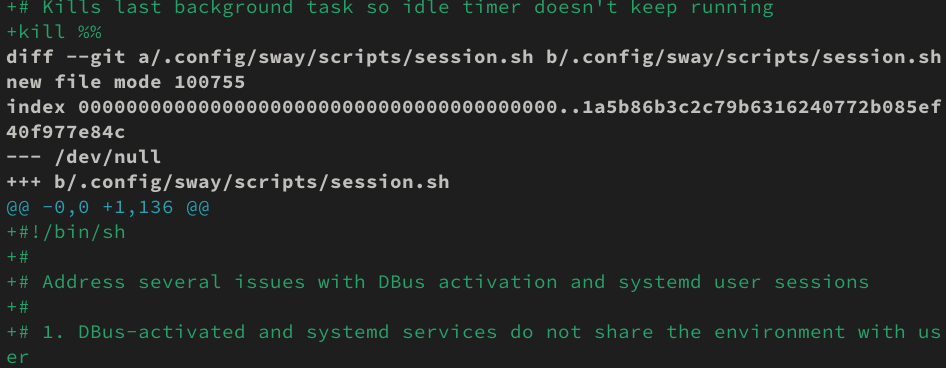 +# Kills last background task so idle timer doesn't keep running
+kill %%
diff --git a/.config/sway/scripts/session.sh b/.config/sway/scripts/session.sh
new file mode 100755
index 0000000000000000000000000000000000000000..1a5b86b3c2c79b6316240772b085ef
40f977e84c
--- /dev/null
+++ b/.config/sway/scripts/session.sh
@@ -0,0 +1,136 @@
+#!/bin/sh
+#
+# Address several issues with DBus activation and systemd user sessions
+#
+# 1. DBus-activated and systemd services do not share the environment with us
er